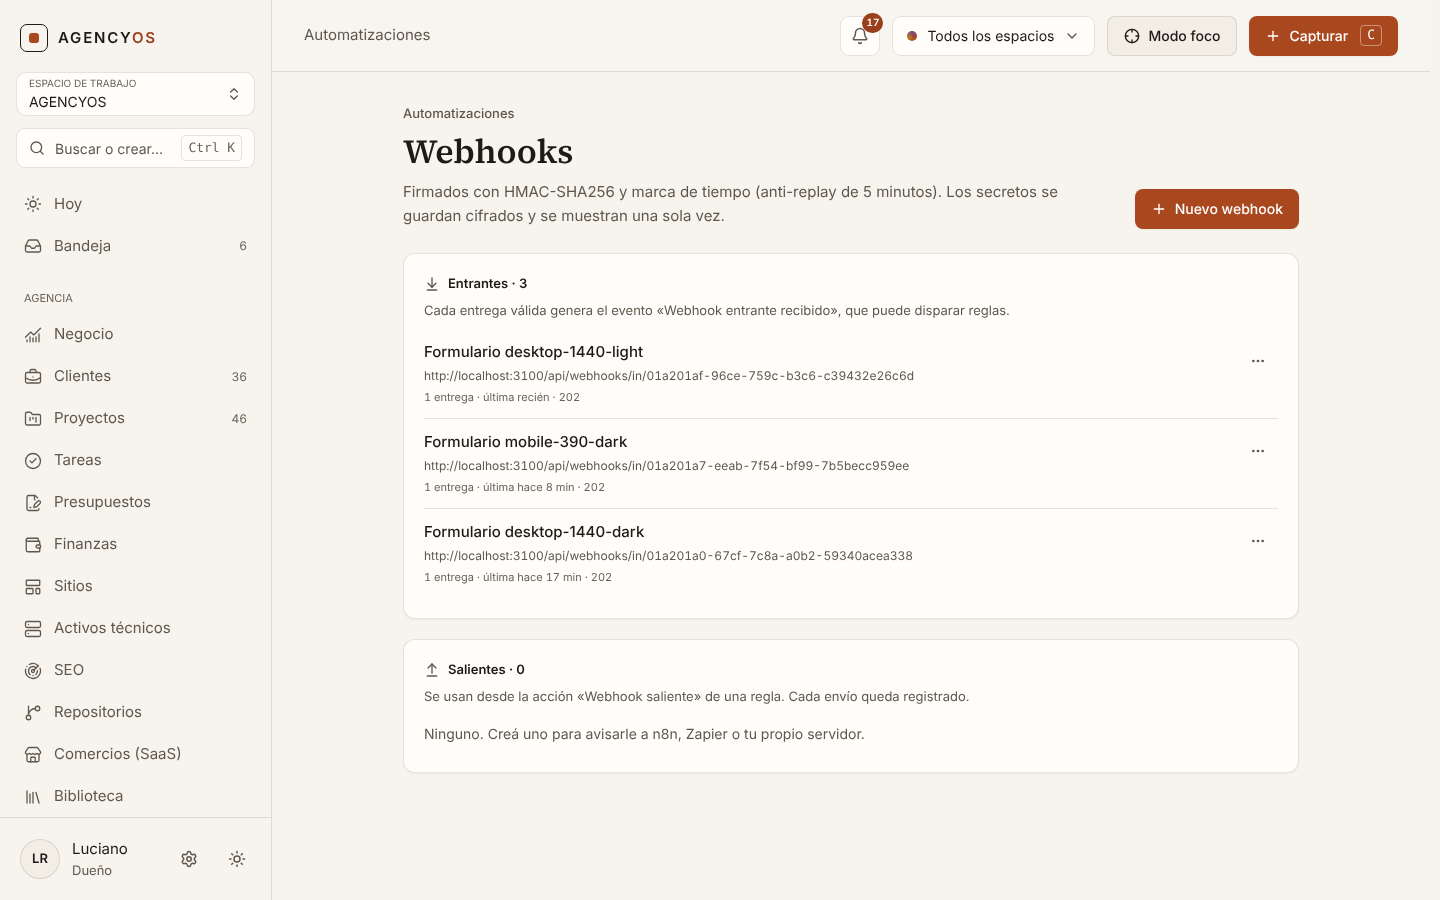 AGENCYOS
ESPACIO DE TRABAJO
AGENCYOS
Buscar o crear... Ctrl K
Hoy
Bandeja 6
AGENCIA
Negocio
Clientes 36
Proyectos 46
Tareas
Presupuestos
Finanzas
Sitios
Activos técnicos
SEO
Repositorios
Comercios (SaaS)
Biblioteca
LR
Luciano
Dueño
Automatizaciones
17
Todos los espacios
Modo foco
Capturar C
Automatizaciones
Webhooks
Firmados con HMAC-SHA256 y marca de tiempo (anti-replay de 5 minutos). Los secretos se
guardan cifrados y se muestran una sola vez.
Nuevo webhook
Entrantes · 3
Cada entrega válida genera el evento «Webhook entrante recibido», que puede disparar reglas.
Formulario desktop-1440-light
http://localhost:3100/api/webhooks/in/01a201af-96ce-759c-b3c6-c39432e26c6d
1 entrega · última recién · 202
Formulario mobile-390-dark
http://localhost:3100/api/webhooks/in/01a201a7-eeab-7f54-bf99-7b5becc959ee
1 entrega · última hace 8 min · 202
Formulario desktop-1440-dark
http://localhost:3100/api/webhooks/in/01a201a0-67cf-7c8a-a0b2-59340acea338
1 entrega · última hace 17 min · 202
Salientes · 0
Se usan desde la acción «Webhook saliente» de una regla. Cada envío queda registrado.
Ninguno. Creá uno para avisarle a n8n, Zapier o tu propio servidor.